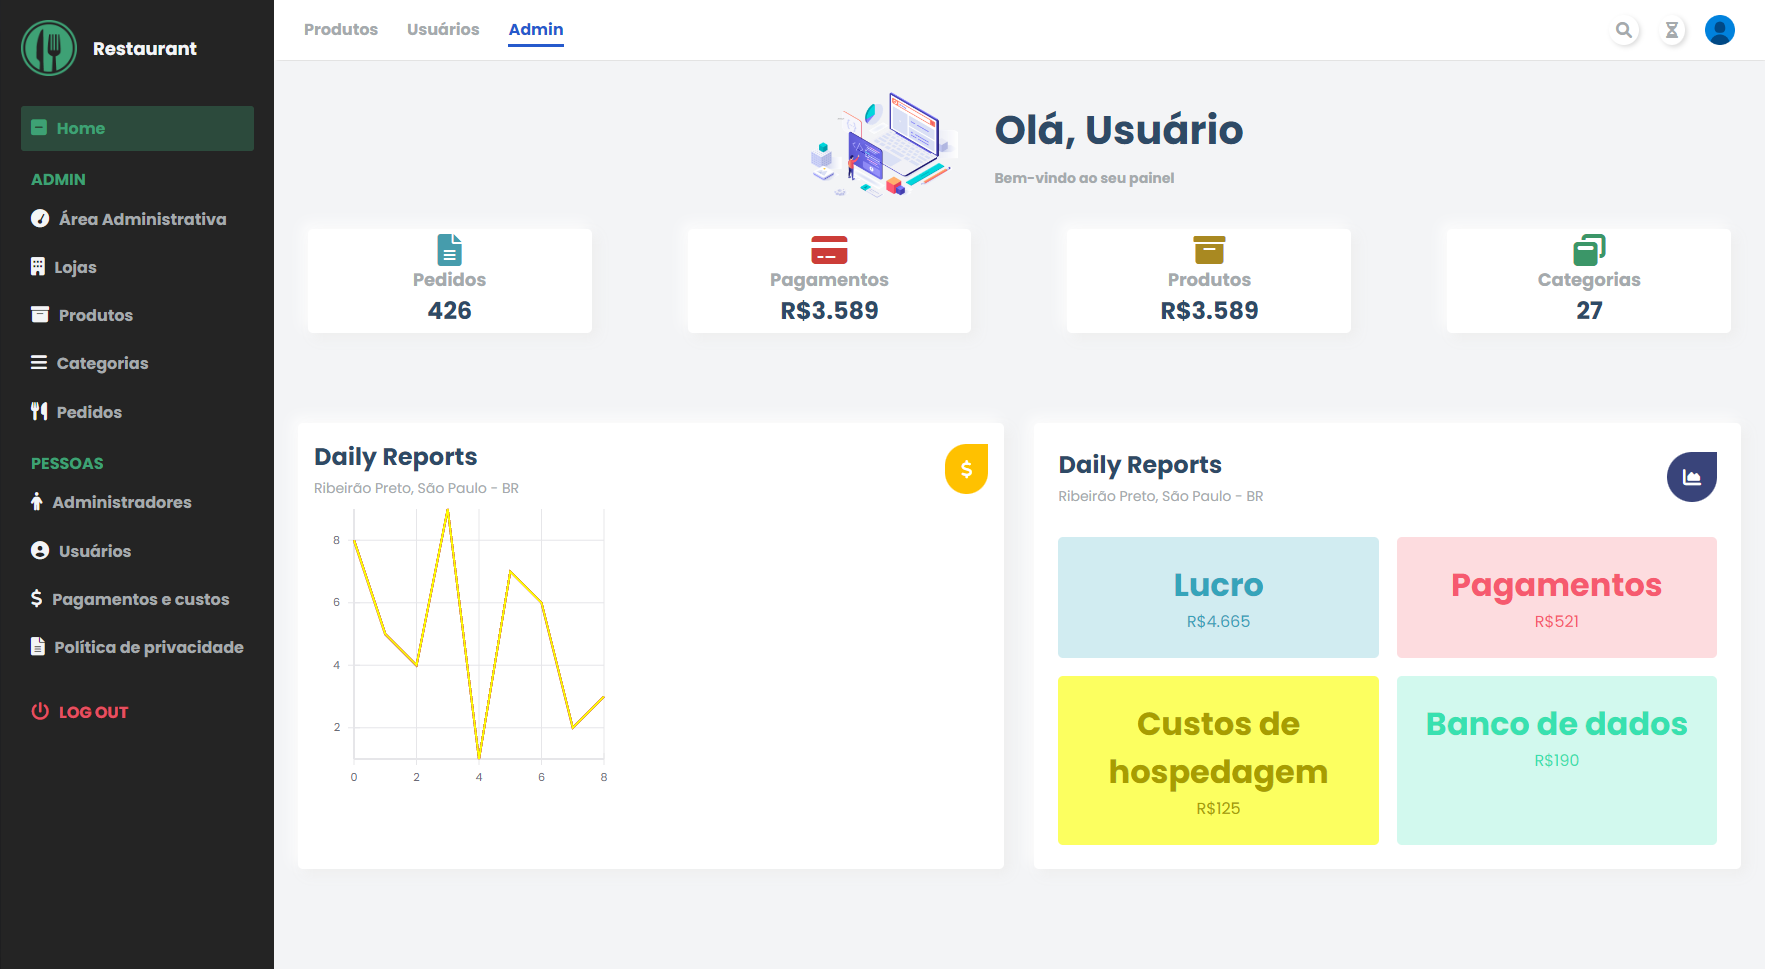 Restaurant
Home
ADMIN
Área Administrativa
Lojas
Produtos
Categorias
Pedidos
PESSOAS
Administradores
Usuários
Pagamentos e custos
Política de privacidade
LOG OUT
Produtos Usuários Admin
Olá, Usuário
Bem-vindo ao seu painel
Pedidos
426
Pagamentos
R$3.589
Produtos
R$3.589
Categorias
27
Daily Reports
Ribeirão Preto, São Paulo - BR
8
6
4
2
0 2 4 6 8
Daily Reports
Ribeirão Preto, São Paulo - BR
Lucro
R$4.665
Pagamentos
R$521
Custos de
hospedagem
R$125
Banco de dados
R$190